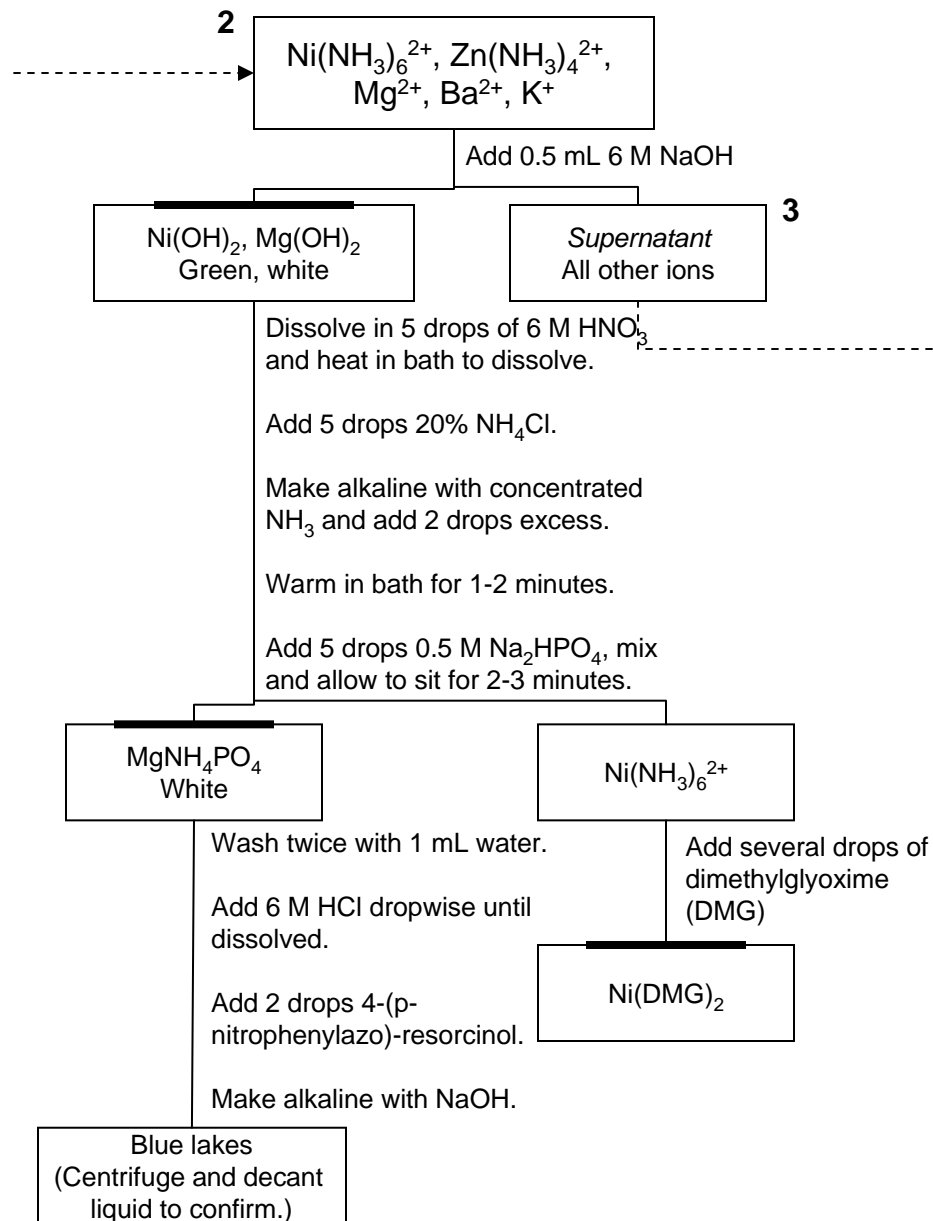 2
Ni(NH₃)₆²⁺, Zn(NH₃)₄²⁺,
Mg²⁺, Ba²⁺, K⁺
Add 0.5 mL 6 M NaOH
Ni(OH)₂, Mg(OH)₂
Green, white
3
Supernatant
All other ions
Dissolve in 5 drops of 6 M HNO₃
and heat in bath to dissolve.
Add 5 drops 20% NH₄Cl.
Make alkaline with concentrated
NH₃ and add 2 drops excess.
Warm in bath for 1-2 minutes.
Add 5 drops 0.5 M Na₂HPO₄, mix
and allow to sit for 2-3 minutes.
MgNH₄PO₄
White
Ni(NH₃)₆²⁺
Wash twice with 1 mL water.
Add 6 M HCl dropwise until
dissolved.
Add 2 drops 4-(p-
nitrophenylazo)-resorcinol.
Make alkaline with NaOH.
Add several drops of
dimethylglyoxime
(DMG)
Ni(DMG)₂
Blue lakes
(Centrifuge and decant
liquid to confirm.)